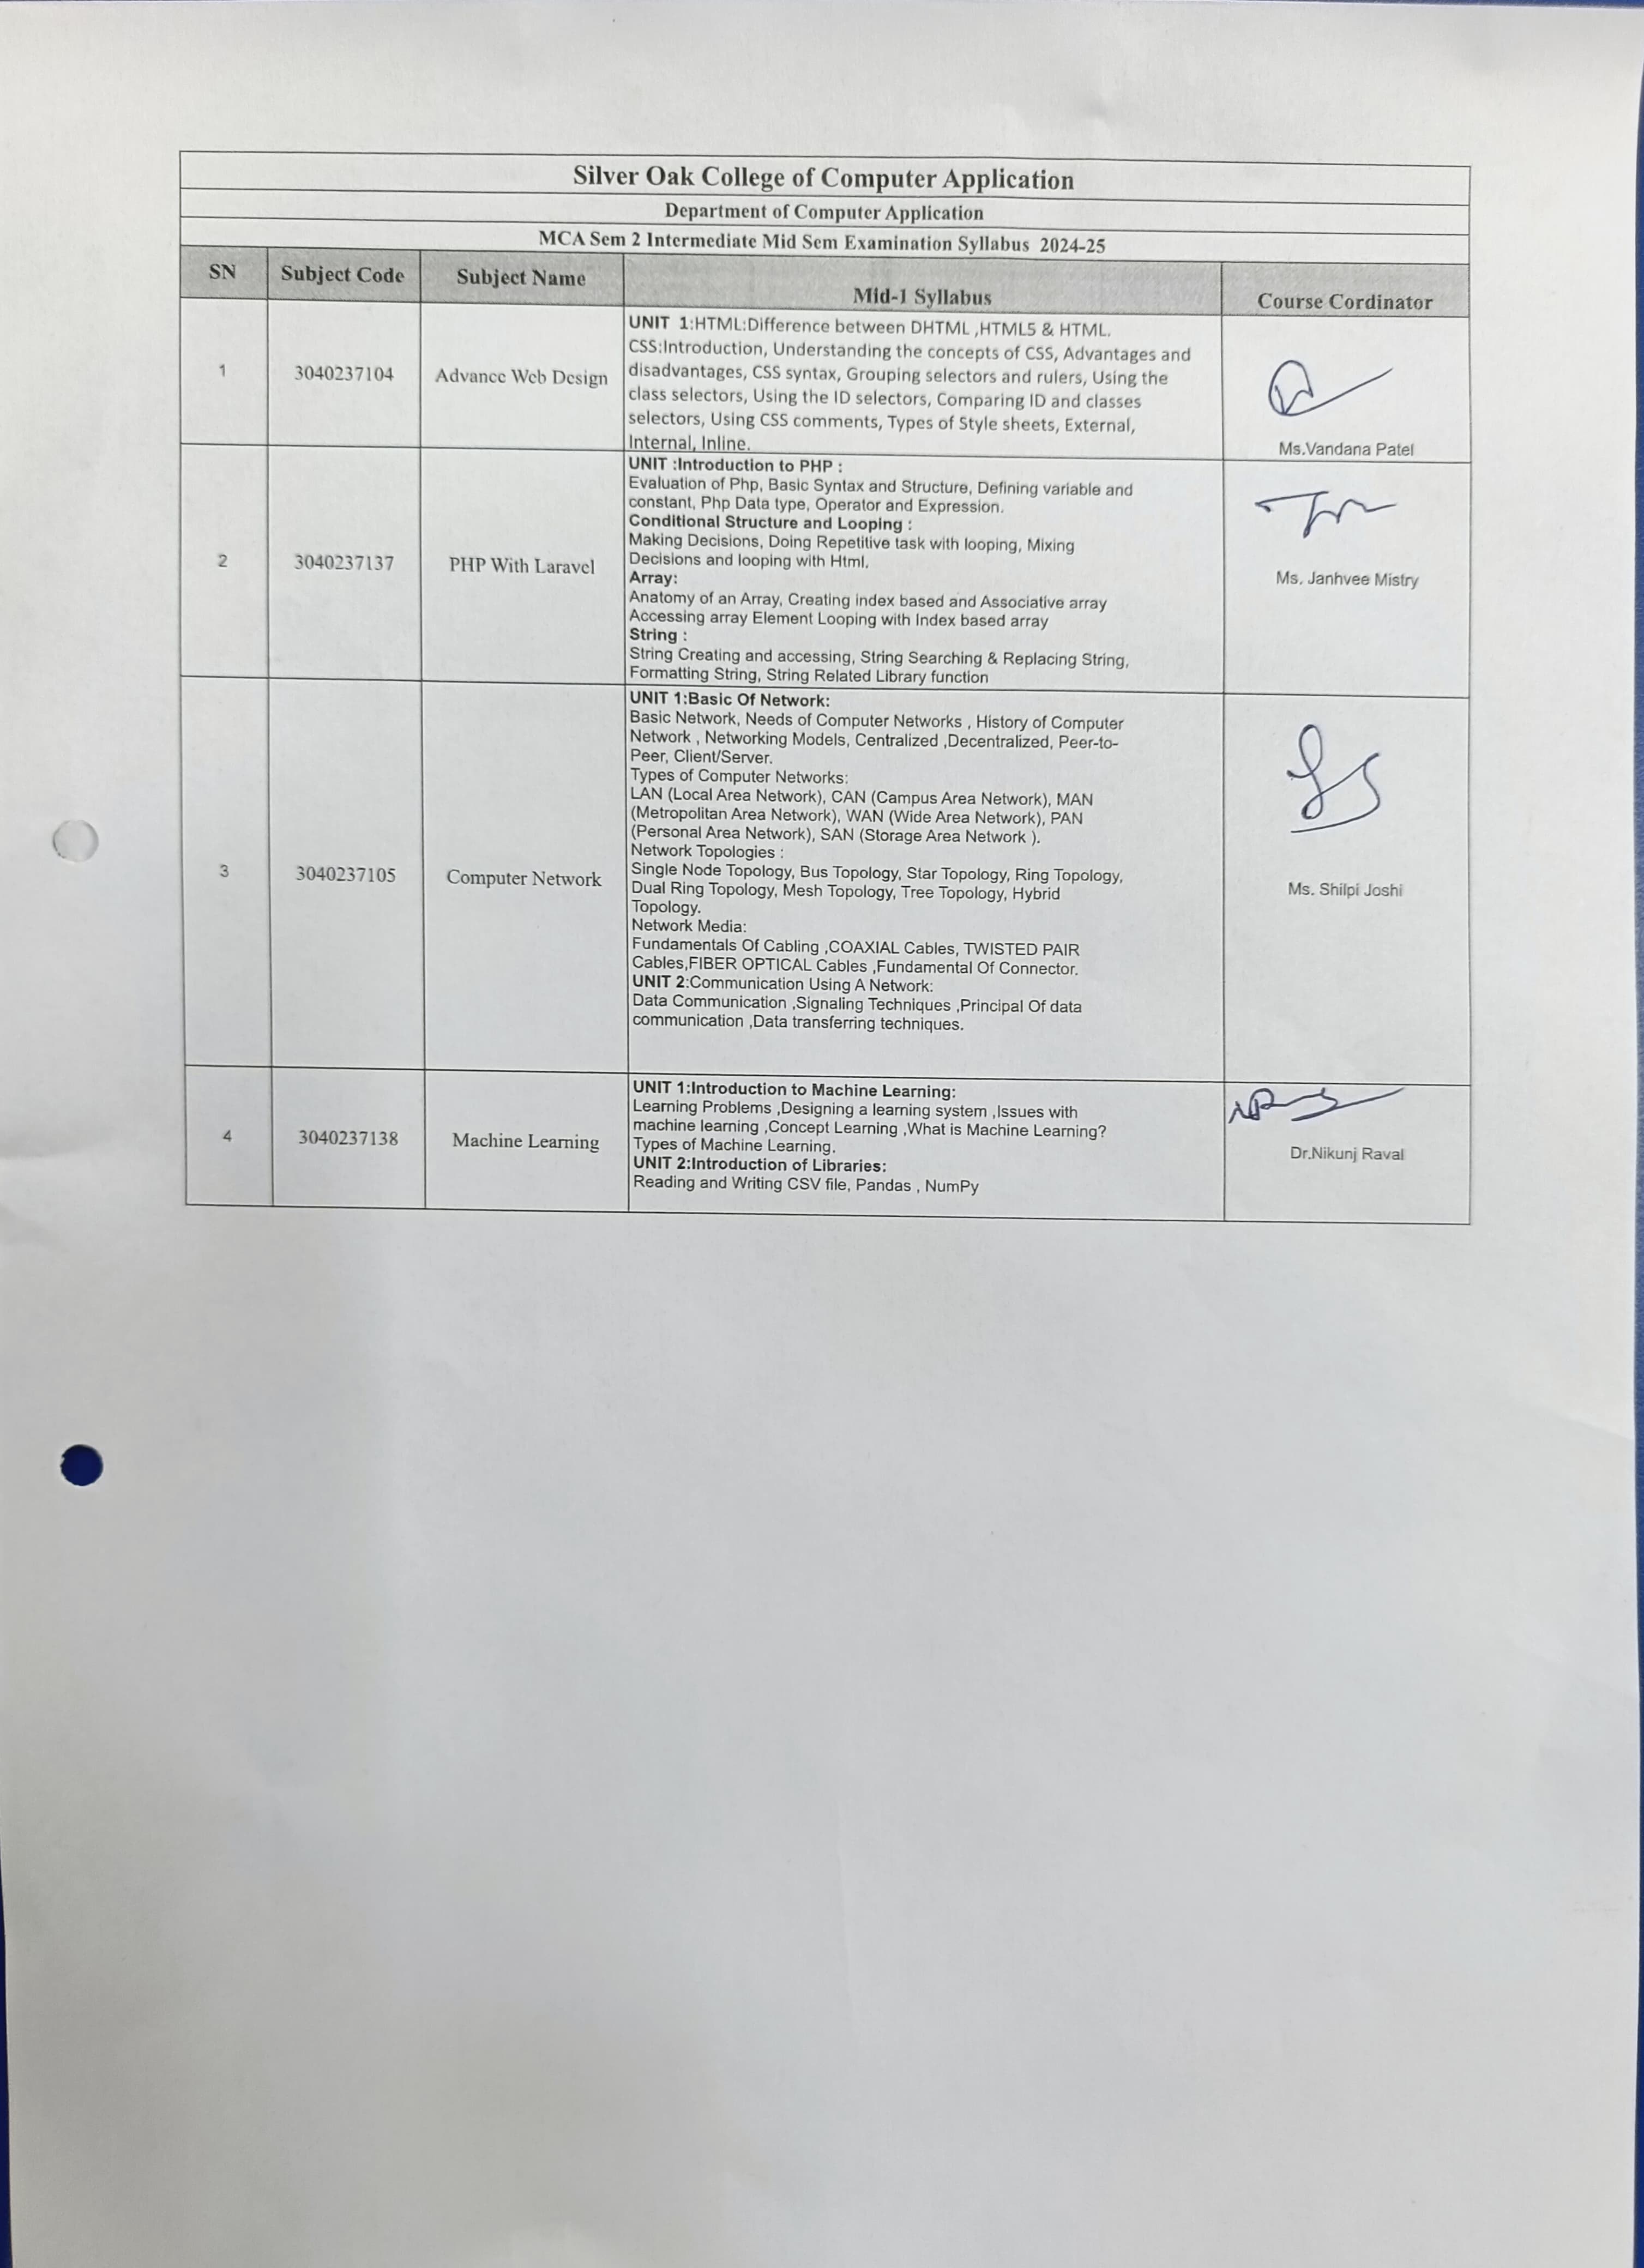 Silver Oak College of Computer Application
Department of Computer Application
MCA Sem 2 Intermediate Mid Sem Examination Syllabus 2024-25
SN Subject Code Subject Name Mid-1 Syllabus Course Cordinator
1 3040237104 Advance Web Design
UNIT 1:HTML:Difference between DHTML ,HTML5 & HTML.
CSS:Introduction, Understanding the concepts of CSS, Advantages and
disadvantages, CSS syntax, Grouping selectors and rulers, Using the
class selectors, Using the ID selectors, Comparing ID and classes
selectors, Using CSS comments, Types of Style sheets, External,
Internal, Inline.
Ms.Vandana Patel
2 3040237137 PHP With Laravel
UNIT :Introduction to PHP :
Evaluation of Php, Basic Syntax and Structure, Defining variable and
constant, Php Data type, Operator and Expression.
Conditional Structure and Looping :
Making Decisions, Doing Repetitive task with looping, Mixing
Decisions and looping with Html.
Array:
Anatomy of an Array, Creating index based and Associative array
Accessing array Element Looping with Index based array
String :
String Creating and accessing, String Searching & Replacing String,
Formatting String, String Related Library function
Ms. Janhvee Mistry
3 3040237105 Computer Network
UNIT 1:Basic Of Network:
Basic Network, Needs of Computer Networks , History of Computer
Network , Networking Models, Centralized ,Decentralized, Peer-to-
Peer, Client/Server.
Types of Computer Networks:
LAN (Local Area Network), CAN (Campus Area Network), MAN
(Metropolitan Area Network), WAN (Wide Area Network), PAN
(Personal Area Network), SAN (Storage Area Network ).
Network Topologies :
Single Node Topology, Bus Topology, Star Topology, Ring Topology,
Dual Ring Topology, Mesh Topology, Tree Topology, Hybrid
Topology.
Network Media:
Fundamentals Of Cabling ,COAXIAL Cables, TWISTED PAIR
Cables,FIBER OPTICAL Cables ,Fundamental Of Connector.
UNIT 2:Communication Using A Network:
Data Communication ,Signaling Techniques ,Principal Of data
communication ,Data transferring techniques.
Ms. Shilpi Joshi
4 3040237138 Machine Learning
UNIT 1:Introduction to Machine Learning:
Learning Problems ,Designing a learning system ,Issues with
machine learning ,Concept Learning ,What is Machine Learning?
Types of Machine Learning.
UNIT 2:Introduction of Libraries:
Reading and Writing CSV file, Pandas , NumPy
Dr.Nikunj Raval